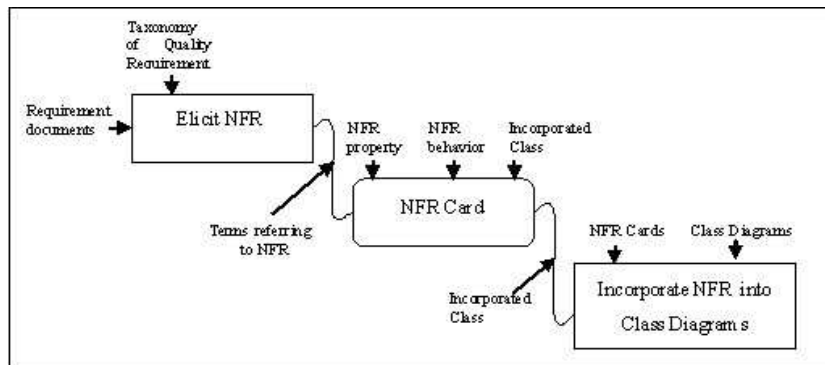 Taxonomy
of Quality
Requirement
Requirement
documents
Elicit NFR
NFR
property
NFR
behavior
Incorporated
Class
NFR Card
Terms referring
to NFR
NFR Cards
Class Diagrams
Incorporated
Class
Incorporate NFR into
Class Diagrams